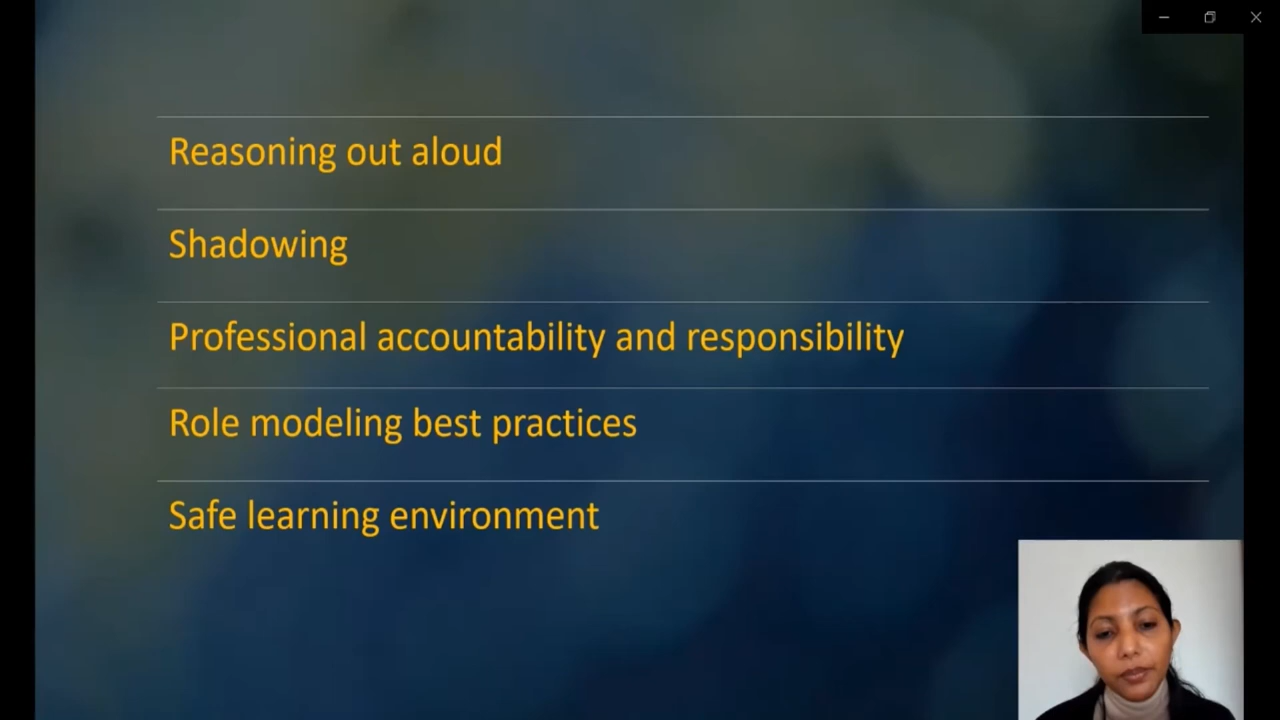 Reasoning out aloud
Shadowing
Professional accountability and responsibility
Role modeling best practices
Safe learning environment